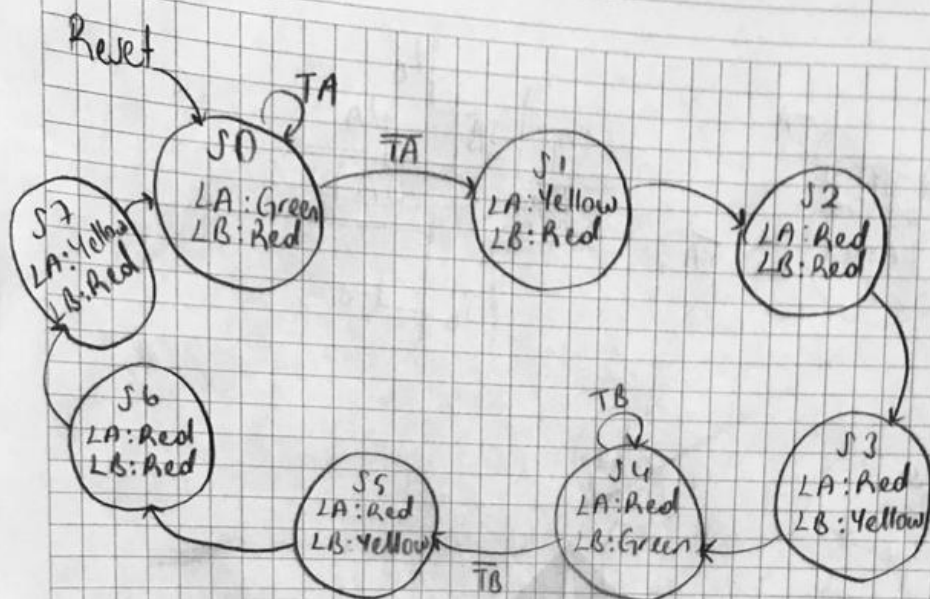 Reset
TA
S0
LA:Green
LB:Red
T̅A̅
S1
LA:Yellow
LB:Red
S2
LA:Red
LB:Red
S3
LA:Red
LB:Yellow
TB
S4
LA:Red
LB:Green
T̅B̅
S5
LA:Red
LB:Yellow
S6
LA:Red
LB:Red
S7
LA:Yellow
LB:Red